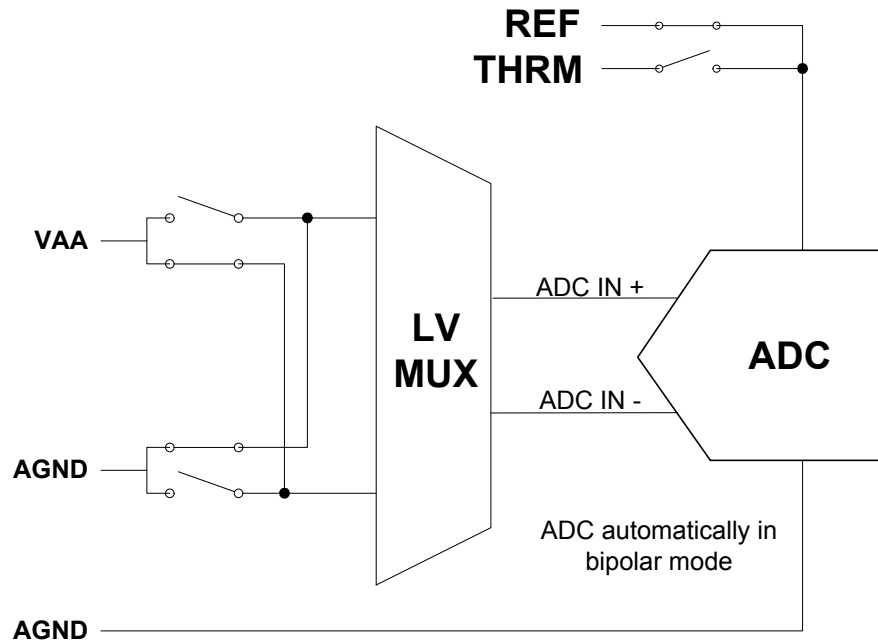 REF
THRM
VAA
ADC IN +
LV
MUX
ADC
ADC IN -
AGND
ADC automatically in
bipolar mode
AGND